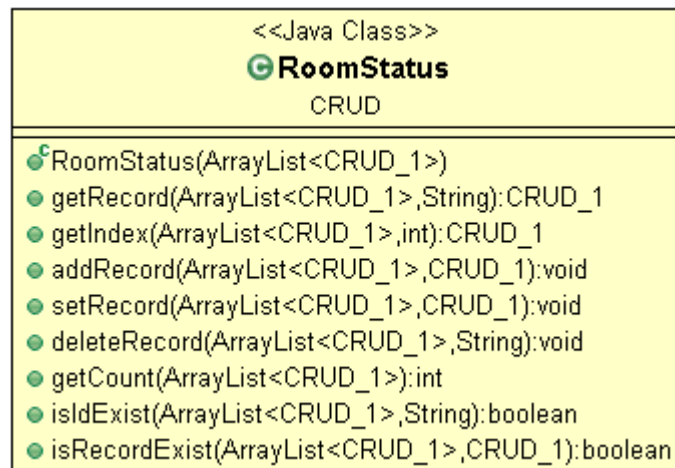 <<Java Class>>
C RoomStatus
CRUD
c RoomStatus(ArrayList<CRUD_1>)
getRecord(ArrayList<CRUD_1>,String):CRUD_1
getIndex(ArrayList<CRUD_1>,int):CRUD_1
addRecord(ArrayList<CRUD_1>,CRUD_1):void
setRecord(ArrayList<CRUD_1>,CRUD_1):void
deleteRecord(ArrayList<CRUD_1>,String):void
getCount(ArrayList<CRUD_1>):int
isIdExist(ArrayList<CRUD_1>,String):boolean
isRecordExist(ArrayList<CRUD_1>,CRUD_1):boolean